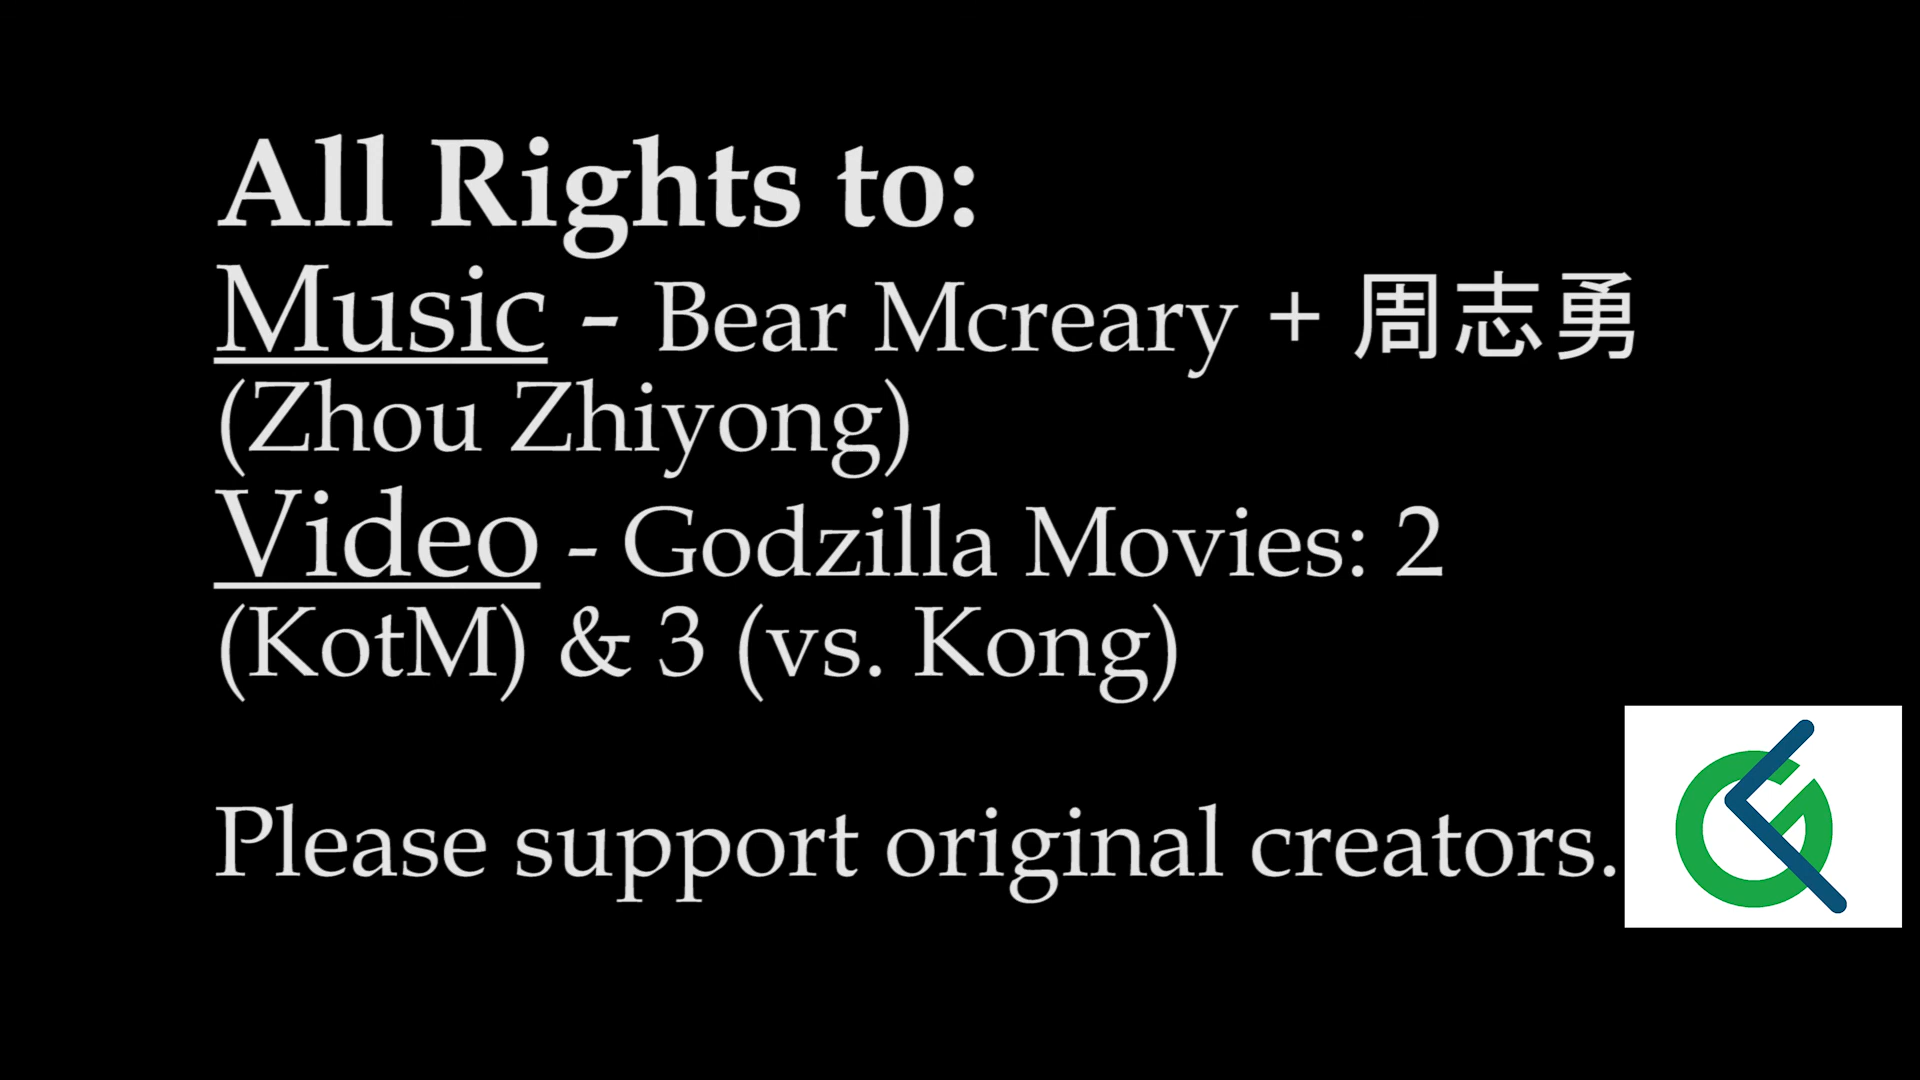 All Rights to:
Music - Bear Mcreary + 周志勇
(Zhou Zhiyong)
Video - Godzilla Movies: 2
(KotM) & 3 (vs. Kong)
Please support original creators.